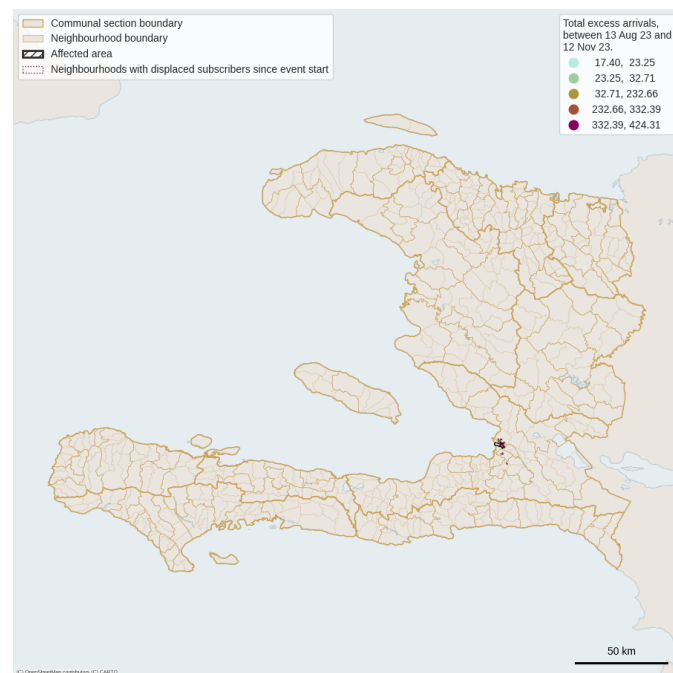 Communal section boundary
Neighbourhood boundary
Affected area
Neighbourhoods with displaced subscribers since event start
Total excess arrivals,
between 13 Aug 23 and
12 Nov 23.
17.40, 23.25
23.25, 32.71
32.71, 232.66
232.66, 332.39
332.39, 424.31
50 km
(C) OpenStreetMap contributors (C) CARTO